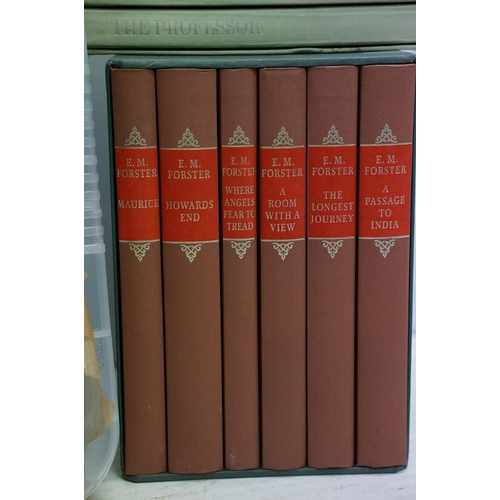 THE PROFESSOR
E. M.
FORSTER
MAURICE
E. M.
FORSTER
HOWARDS
END
E. M.
FORSTER
WHERE
ANGELS
FEAR TO
TREAD
E. M.
FORSTER
A
ROOM
WITH A
VIEW
E. M.
FORSTER
THE
LONGEST
JOURNEY
E. M.
FORSTER
A
PASSAGE
TO
INDIA